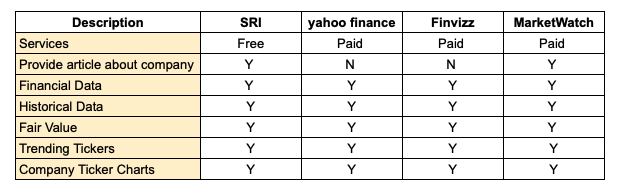 Description SRI yahoo finance Finvizz MarketWatch
Services Free Paid Paid Paid
Provide article about company Y N N Y
Financial Data Y Y Y Y
Historical Data Y Y Y Y
Fair Value Y Y Y Y
Trending Tickers Y Y Y Y
Company Ticker Charts Y Y Y Y